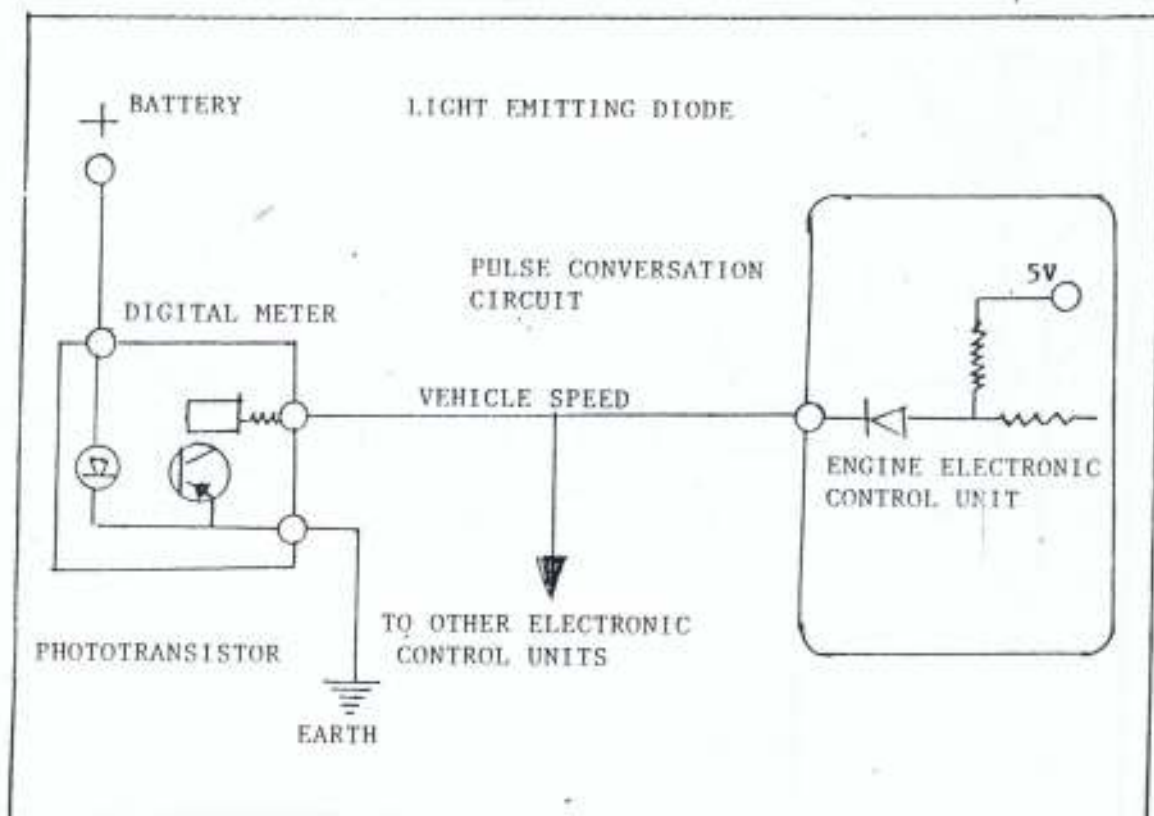 BATTERY
LIGHT EMITTING DIODE
PULSE CONVERSATION
CIRCUIT
5V
DIGITAL METER
VEHICLE SPEED
ENGINE ELECTRONIC
CONTROL UNIT
TO OTHER ELECTRONIC
CONTROL UNITS
PHOTOTRANSISTOR
EARTH